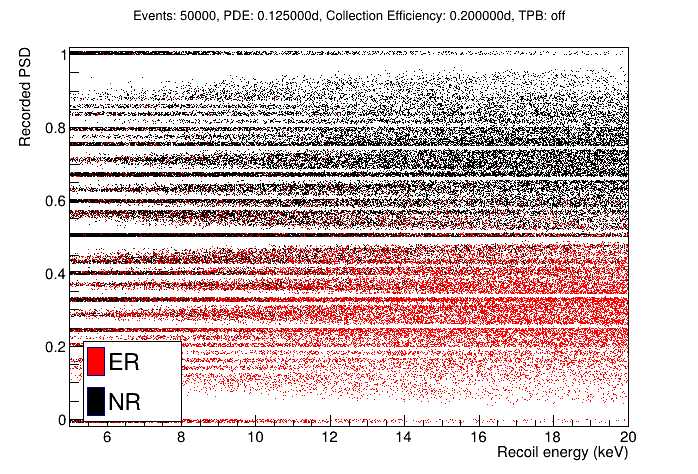 Events: 50000, PDE: 0.125000d, Collection Efficiency: 0.200000d, TPB: off
Recorded PSD
1
0.8
0.6
0.4
0.2
0
ER
NR
6 8 10 12 14 16 18 20
Recoil energy (keV)